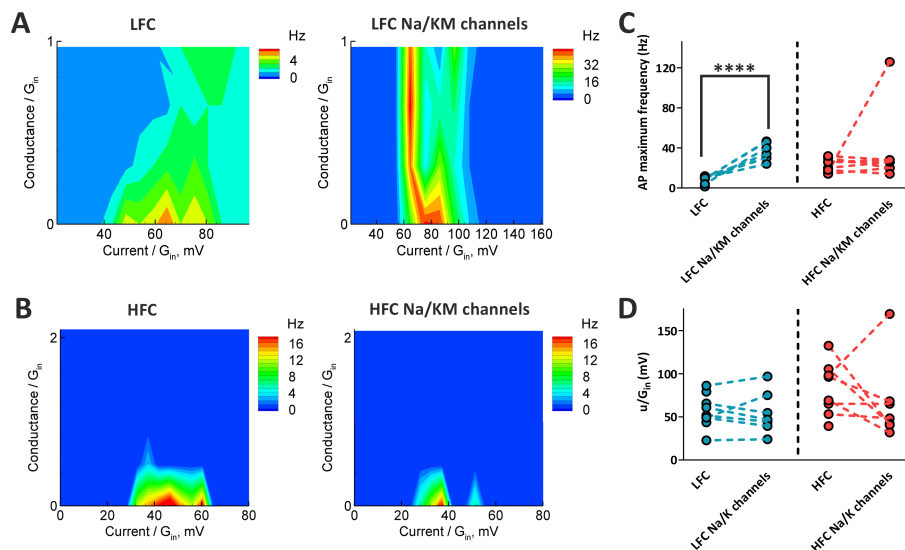 A
LFC
LFC Na/KM channels
C
Hz
4
0
Hz
32
16
0
1
0
Conductance / Gin
40
60
80
Current / Gin, mV
1
0
Conductance / Gin
20
40
60
80
100
120
140
160
Current / Gin, mV
AP maximum frequency (Hz)
120
80
40
0
****
LFC
LFC Na/KM channels
HFC
HFC Na/KM channels
B
HFC
HFC Na/KM channels
D
Hz
16
12
8
4
0
Hz
16
12
8
4
0
2
0
Conductance / Gin
0
20
40
60
80
Current / Gin, mV
2
0
Conductance / Gin
0
20
40
60
80
Current / Gin, mV
u/Gin (mV)
150
100
50
0
LFC
LFC Na/K channels
HFC
HFC Na/K channels